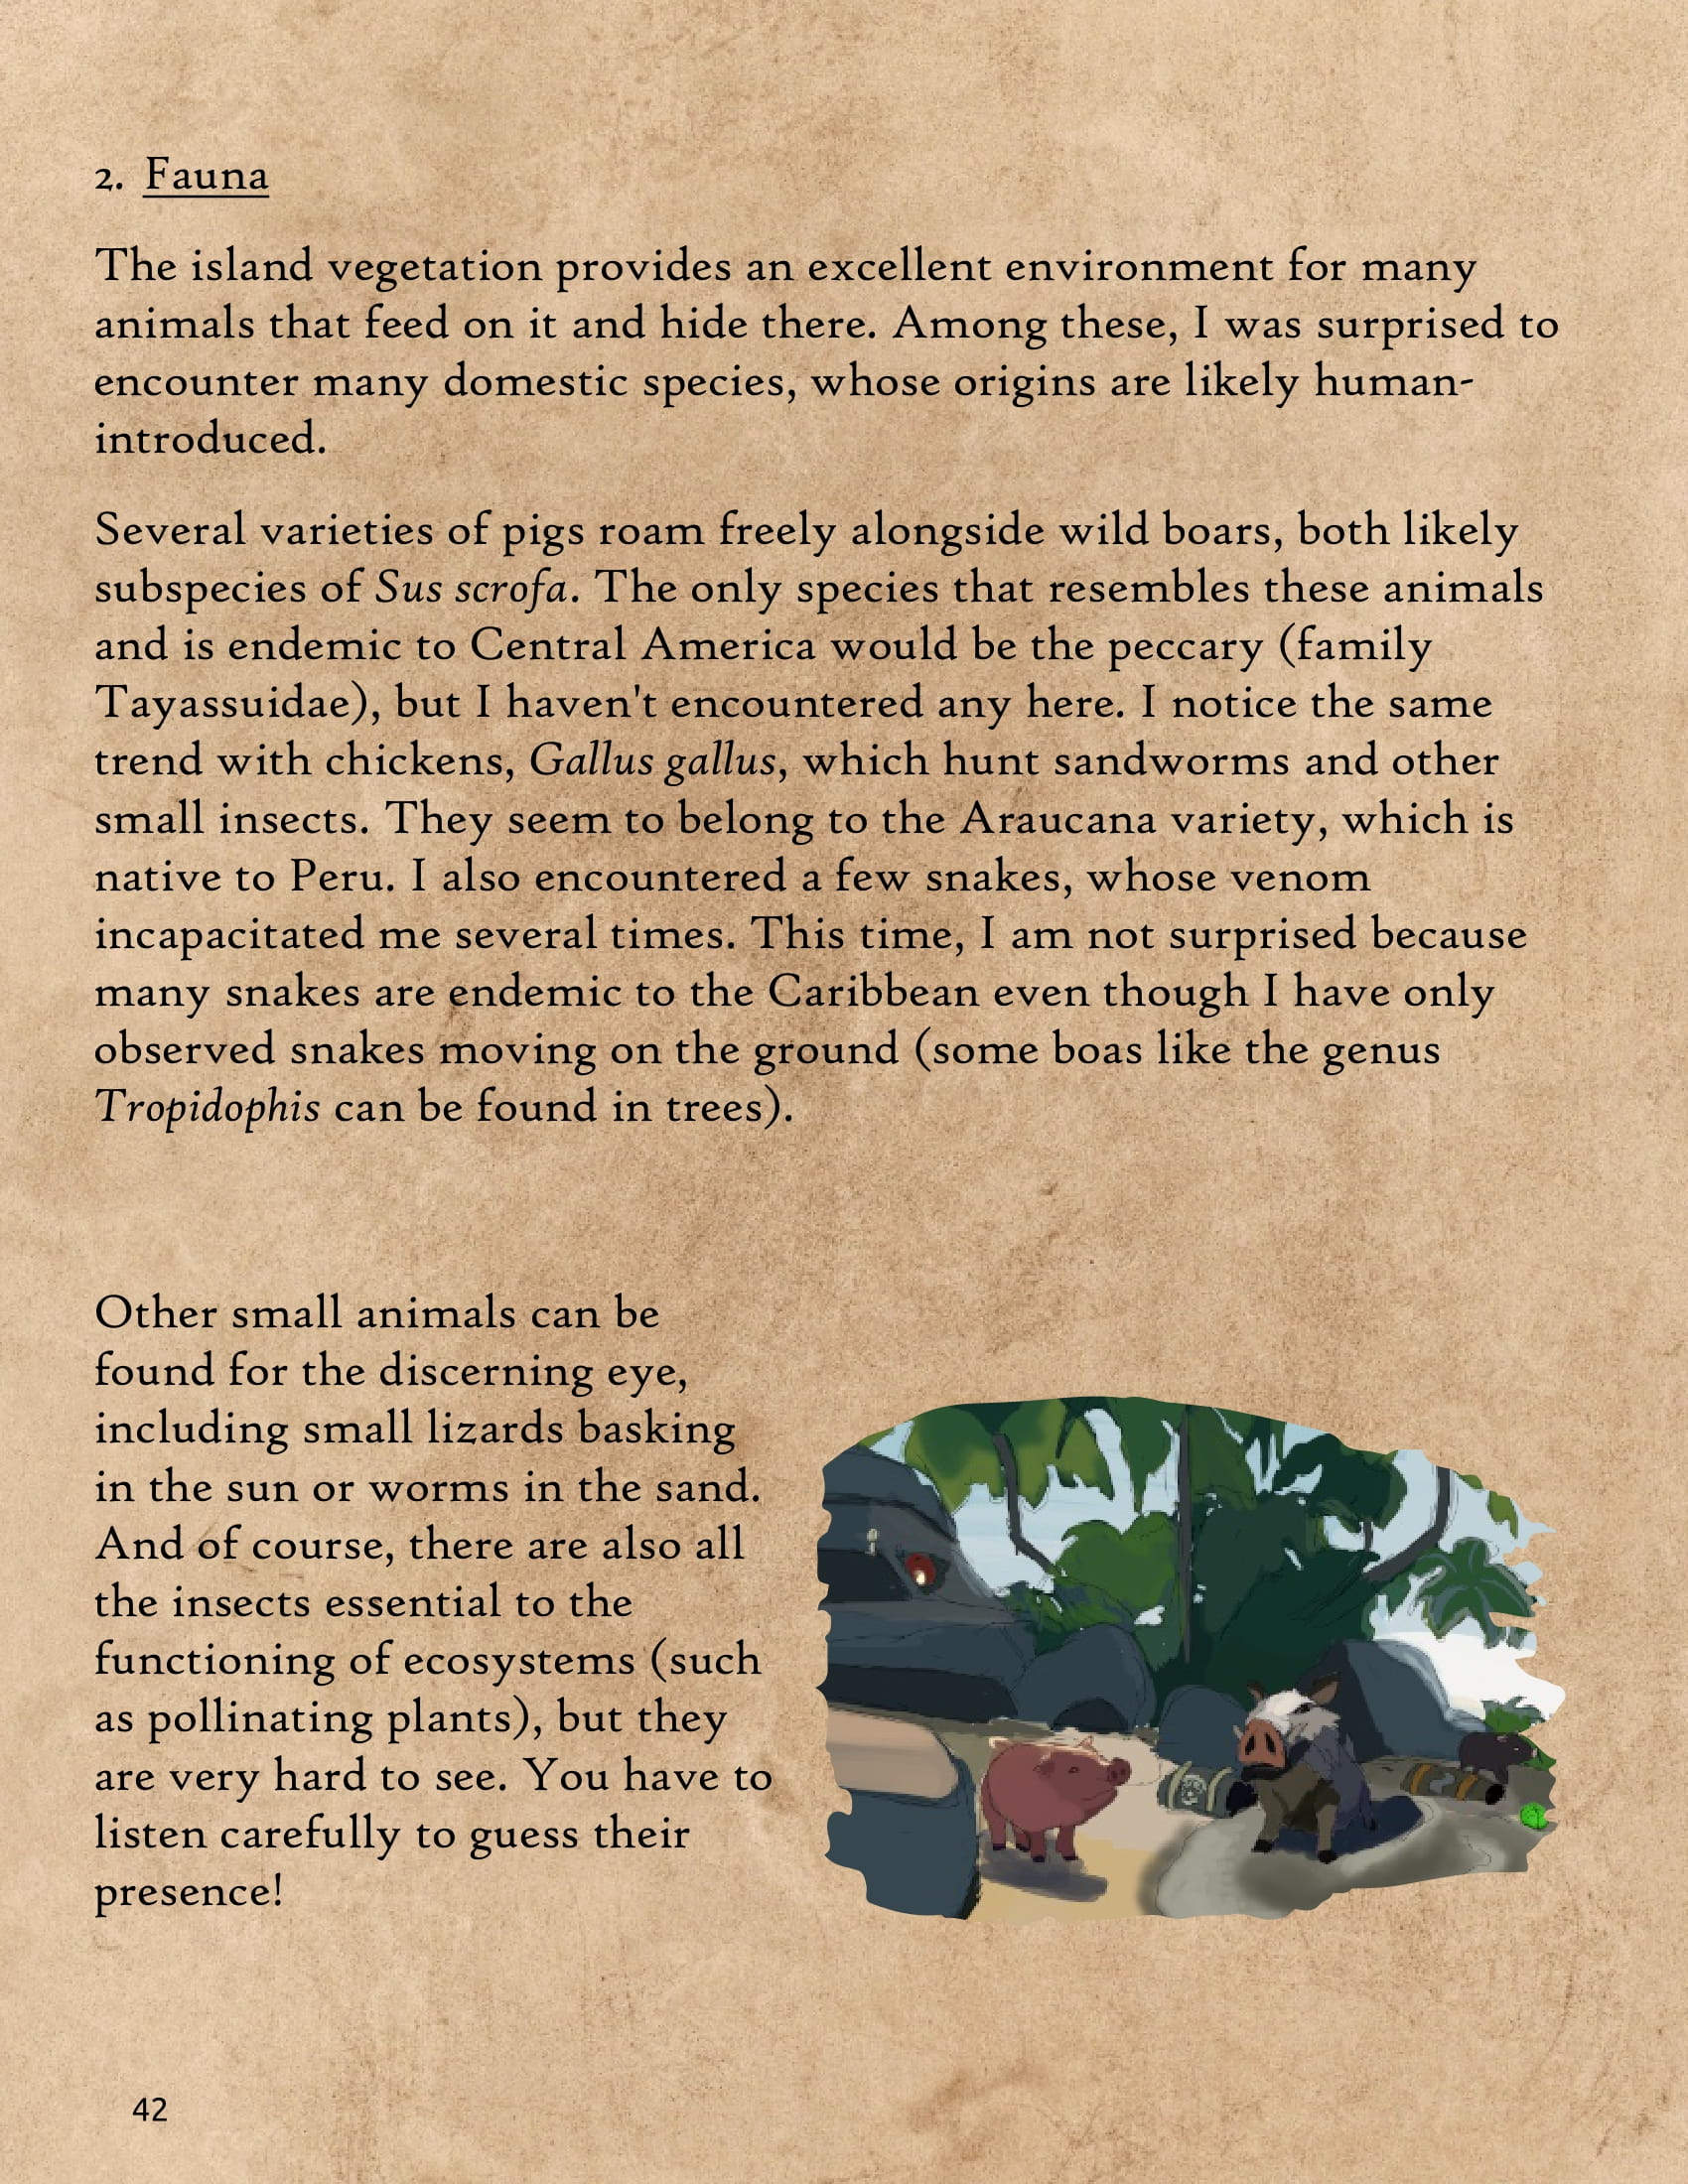 2. Fauna
The island vegetation provides an excellent environment for many
animals that feed on it and hide there. Among these, I was surprised to
encounter many domestic species, whose origins are likely human-
introduced.
Several varieties of pigs roam freely alongside wild boars, both likely
subspecies of Sus scrofa. The only species that resembles these animals
and is endemic to Central America would be the peccary (family
Tayassuidae), but I haven't encountered any here. I notice the same
trend with chickens, Gallus gallus, which hunt sandworms and other
small insects. They seem to belong to the Araucana variety, which is
native to Peru. I also encountered a few snakes, whose venom
incapacitated me several times. This time, I am not surprised because
many snakes are endemic to the Caribbean even though I have only
observed snakes moving on the ground (some boas like the genus
Tropidophis can be found in trees).
Other small animals can be
found for the discerning eye,
including small lizards basking
in the sun or worms in the sand.
And of course, there are also all
the insects essential to the
functioning of ecosystems (such
as pollinating plants), but they
are very hard to see. You have to
listen carefully to guess their
presence!
42